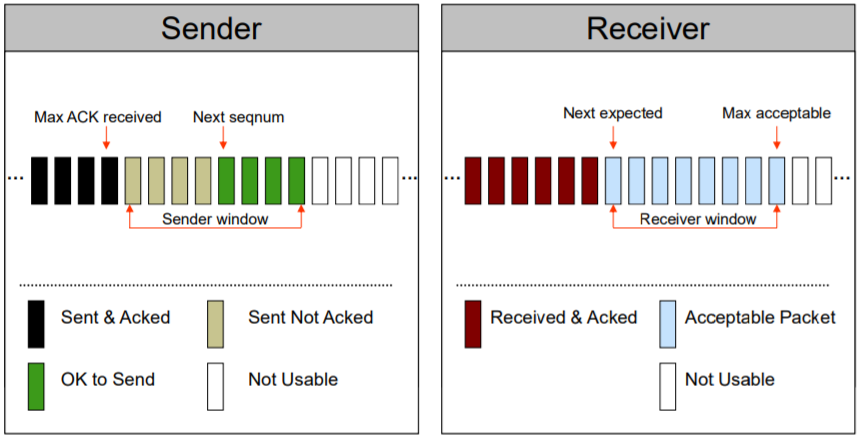 Sender
Max ACK received
Next seqnum
...
...
Sender window
Sent & Acked
Sent Not Acked
OK to Send
Not Usable
Receiver
Next expected
Max acceptable
...
...
Receiver window
Received & Acked
Acceptable Packet
Not Usable